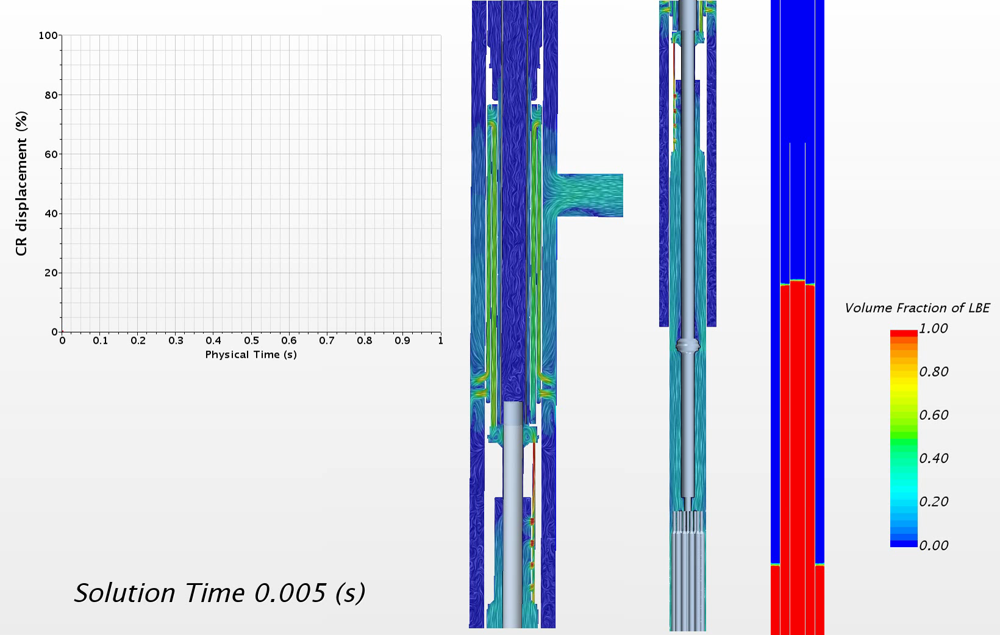 100
80
60
40
20
0
CR displacement (%)
0 0.1 0.2 0.3 0.4 0.5 0.6 0.7 0.8 0.9 1
Physical Time (s)
Solution Time 0.005 (s)
Volume Fraction of LBE
1.00
0.80
0.60
0.40
0.20
0.00